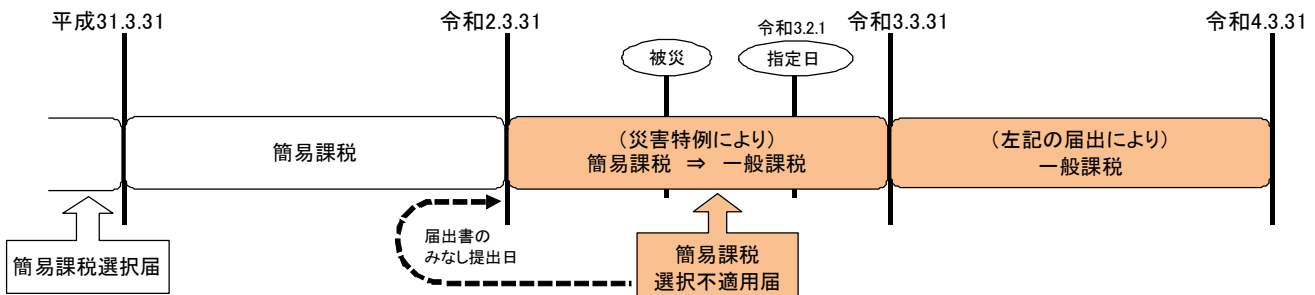 平成31.3.31
令和2.3.31
令和3.2.1
令和3.3.31
令和4.3.31
被災
指定日
簡易課税
(災害特例により)
簡易課税 ⇒ 一般課税
(左記の届出により)
一般課税
届出書の
みなし提出日
簡易課税選択届
簡易課税
選択不適用届